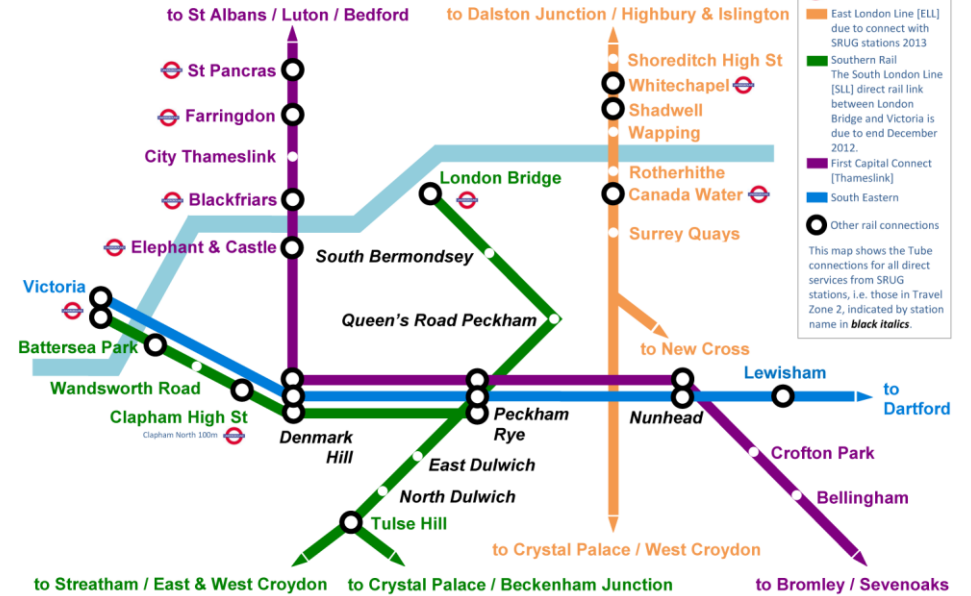 to St Albans / Luton / Bedford
to Dalston Junction / Highbury & Islington
St Pancras
Farringdon
City Thameslink
Blackfriars
Elephant & Castle
London Bridge
South Bermondsey
Queen's Road Peckham
Shoreditch High St
Whitechapel
Shadwell
Wapping
Rotherhithe
Canada Water
Surrey Quays
to New Cross
East London Line [ELL]
due to connect with
SRUG stations 2013
Southern Rail
The South London Line
[SLL] direct rail link
between London
Bridge and Victoria is
due to end December
2012.
First Capital Connect
[Thameslink]
South Eastern
Other rail connections
This map shows the Tube
connections for all direct
services from SRUG
stations, i.e. those in Travel
Zone 2, indicated by station
name in black italics.
Victoria
Battersea Park
Wandsworth Road
Clapham High St
Clapham North 100m
Denmark
Hill
Peckham
Rye
Nunhead
Lewisham
to
Dartford
East Dulwich
North Dulwich
Tulse Hill
Crofton Park
Bellingham
to Crystal Palace / West Croydon
to Streatham / East & West Croydon
to Crystal Palace / Beckenham Junction
to Bromley / Sevenoaks